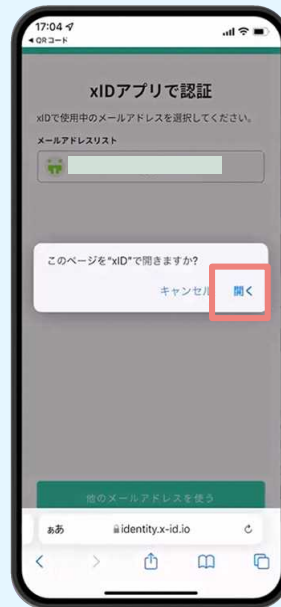 17:04
◀ QRコード
xIDアプリで認証
xIDで使用中のメールアドレスを選択してください。
メールアドレスリスト
このページを"xID"で開きますか?
キャンセル 開く
他のメールアドレスを使う
ぁあ identity.x-id.io